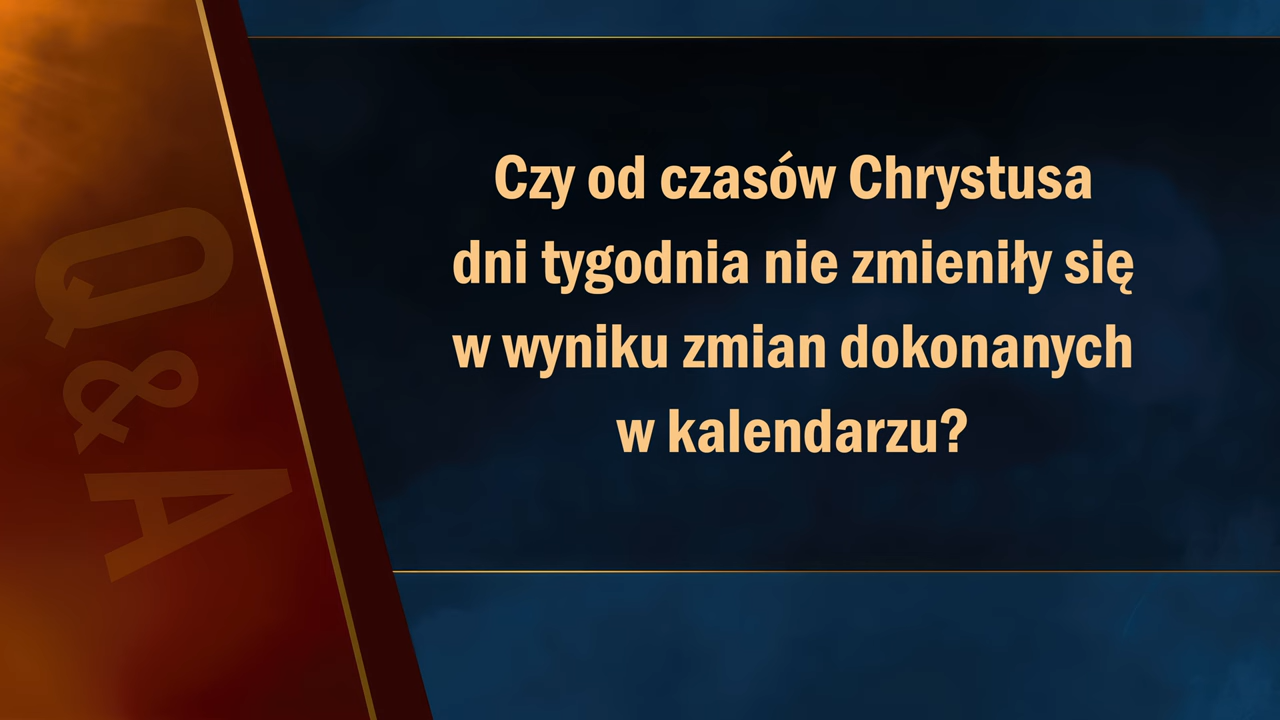 Czy od czasów Chrystusa
dni tygodnia nie zmieniły się
w wyniku zmian dokonanych
w kalendarzu?
Q & A